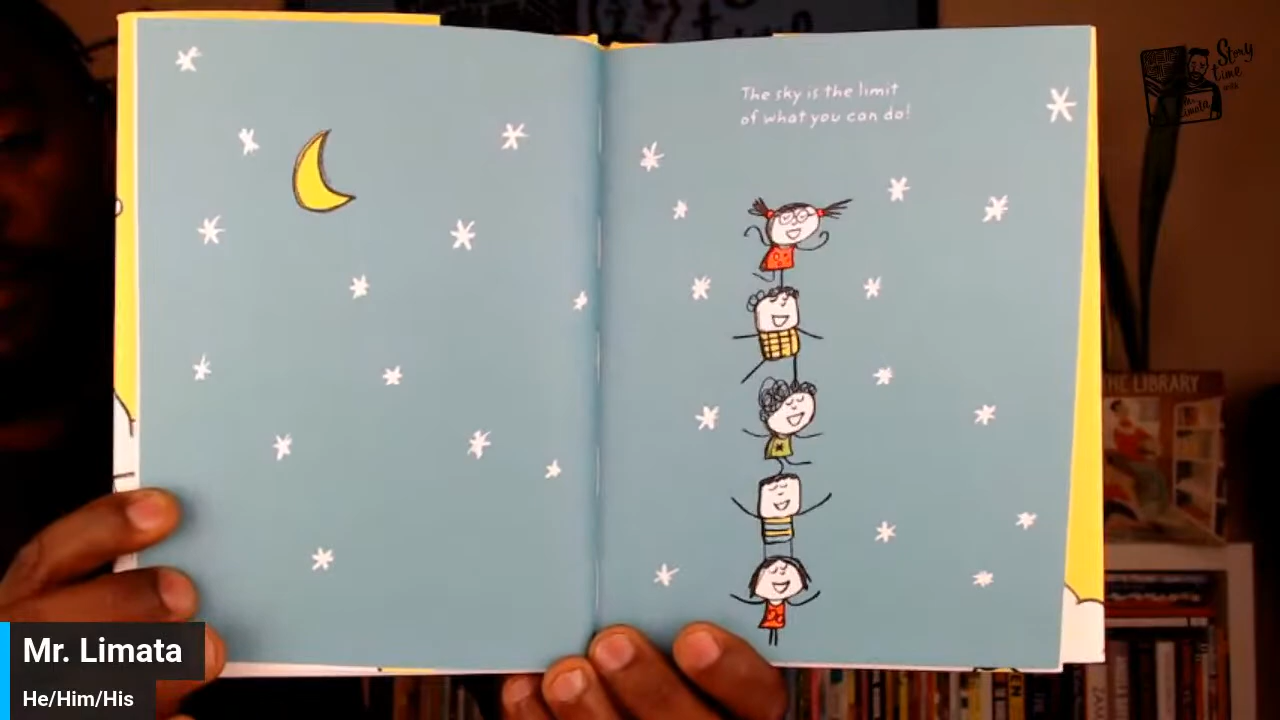 The sky is the limit
of what you can do!
Story
time
with
Mr.
Limata
THE LIBRARY
Mr. Limata
He/Him/His